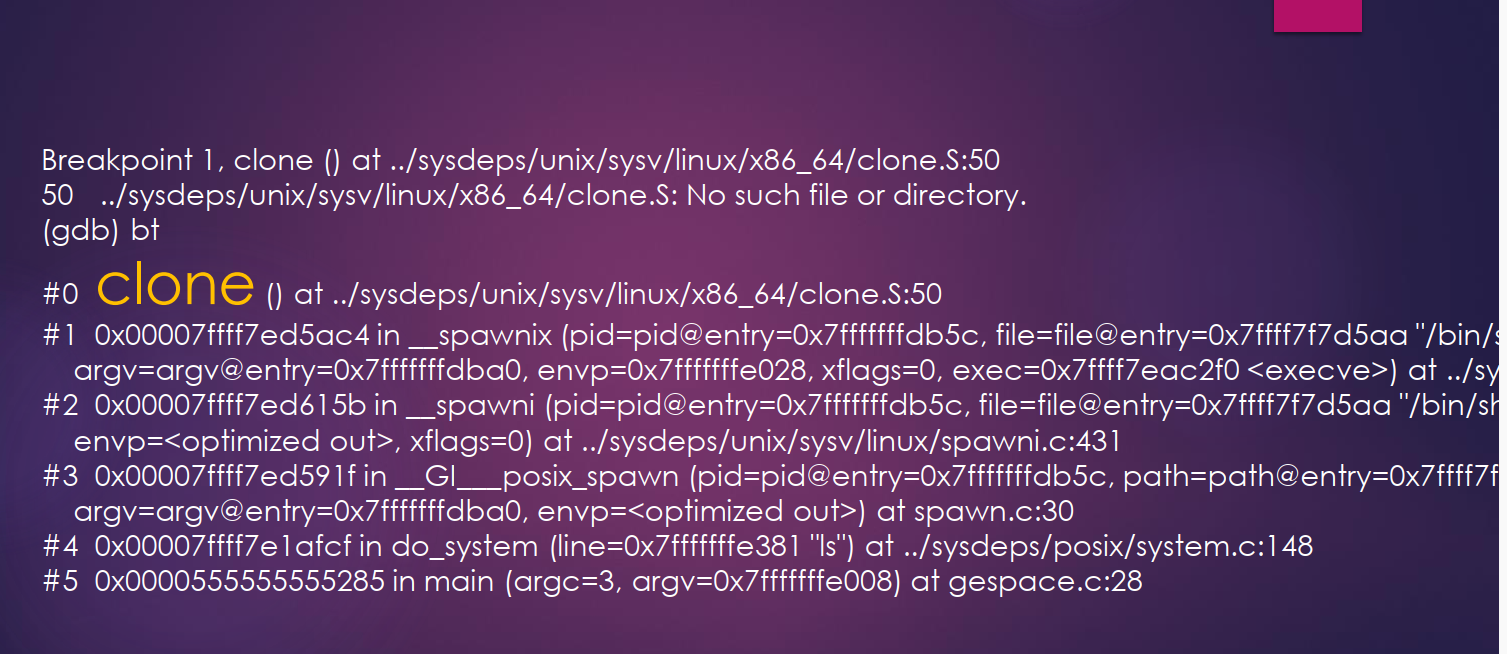 Breakpoint 1, clone () at ../sysdeps/unix/sysv/linux/x86_64/clone.S:50
50 ../sysdeps/unix/sysv/linux/x86_64/clone.S: No such file or directory.
(gdb) bt
#0 clone () at ../sysdeps/unix/sysv/linux/x86_64/clone.S:50
#1 0x00007ffff7ed5ac4 in __spawnix (pid=pid@entry=0x7fffffffdb5c, file=file@entry=0x7ffff7f7d5aa "/bin/s
argv=argv@entry=0x7fffffffdba0, envp=0x7fffffffe028, xflags=0, exec=0x7ffff7eac2f0 <execve>) at ../sy
#2 0x00007ffff7ed615b in __spawni (pid=pid@entry=0x7fffffffdb5c, file=file@entry=0x7ffff7f7d5aa "/bin/sh
envp=<optimized out>, xflags=0) at ../sysdeps/unix/sysv/linux/spawni.c:431
#3 0x00007ffff7ed591f in __GI___posix_spawn (pid=pid@entry=0x7fffffffdb5c, path=path@entry=0x7ffff7f
argv=argv@entry=0x7fffffffdba0, envp=<optimized out>) at spawn.c:30
#4 0x00007ffff7e1afcf in do_system (line=0x7fffffffe381 "ls") at ../sysdeps/posix/system.c:148
#5 0x0000555555555285 in main (argc=3, argv=0x7fffffffe008) at gespace.c:28